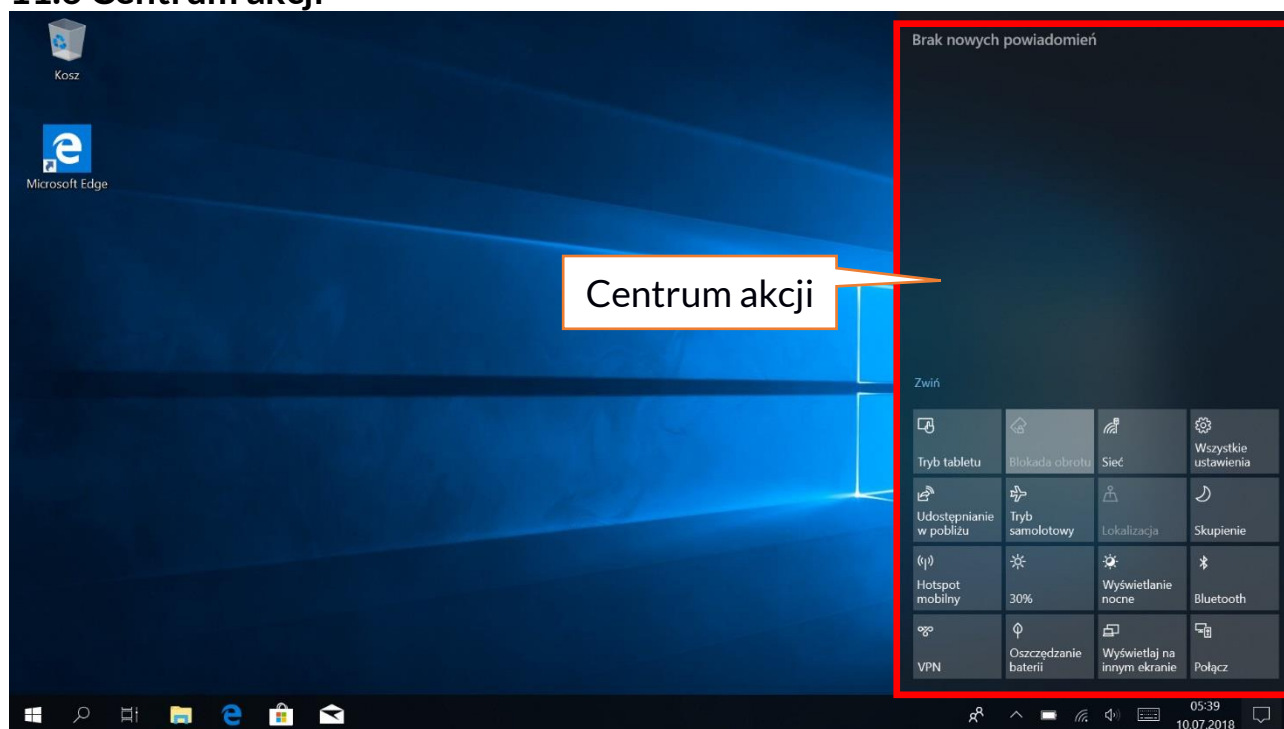 11.6 Centrum akcji
Kosz
Microsoft Edge
Brak nowych powiadomień
Centrum akcji
Zwiń
Tryb tabletu
Blokada obrotu
Sieć
Wszystkie
ustawienia
Udostępnianie
w pobliżu
Tryb
samolotowy
Lokalizacja
Skupienie
Hotspot
mobilny
30%
Wyświetlanie
nocne
Bluetooth
VPN
Oszczędzanie
baterii
Wyświetlaj na
innym ekranie
Połącz
05:39
10.07.2018